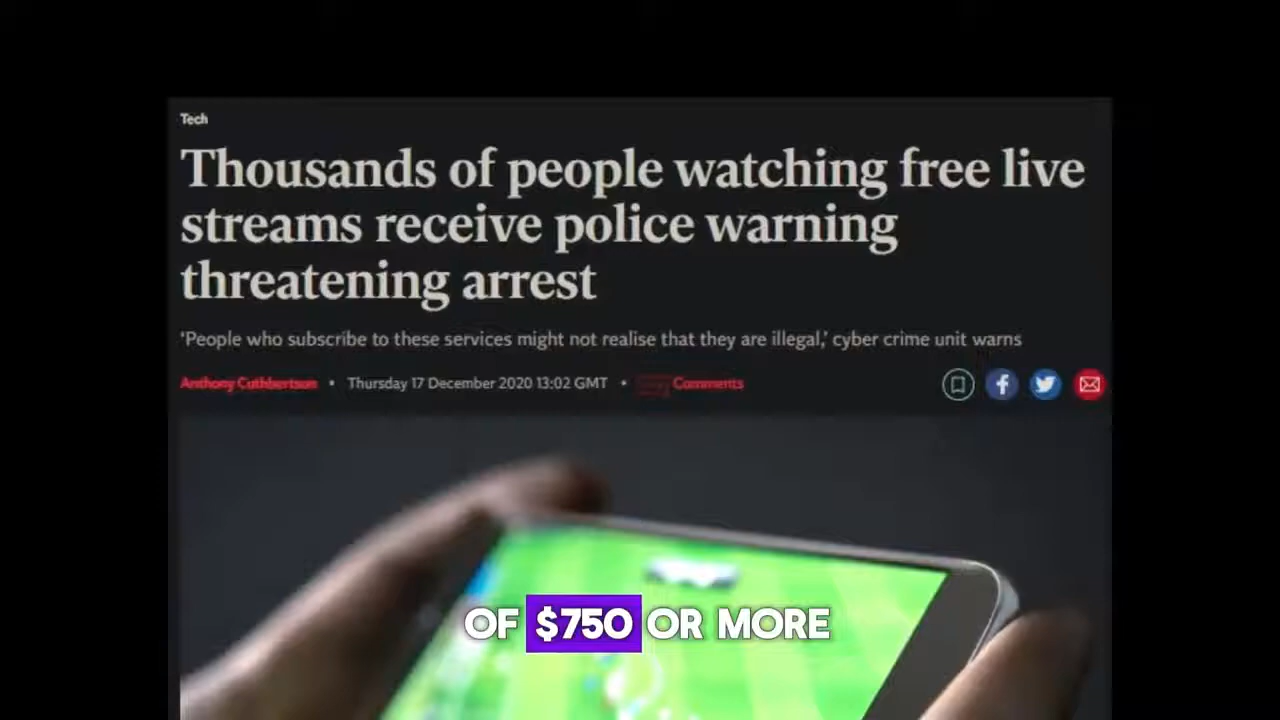 Tech
Thousands of people watching free live
streams receive police warning
threatening arrest
'People who subscribe to these services might not realise that they are illegal,' cyber crime unit warns
Anthony Cuthbertson • Thursday 17 December 2020 13:02 GMT • Comments
OF $750 OR MORE